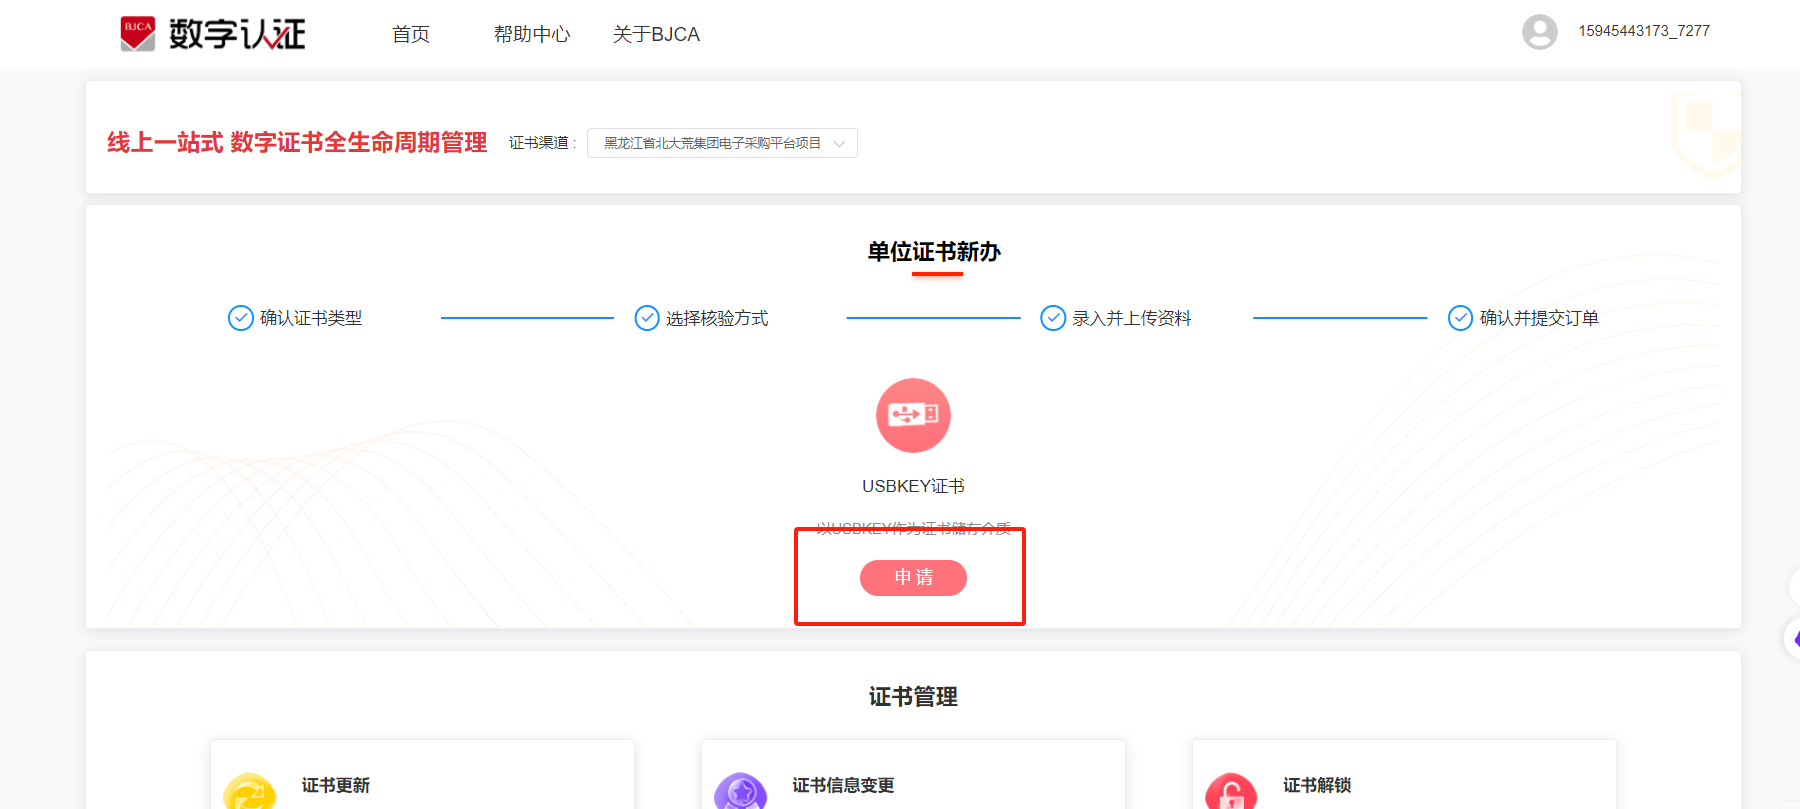 BJCA 数字认证 首页 帮助中心 关于BJCA 15945443173_7277
线上一站式 数字证书全生命周期管理 证书渠道： 黑龙江省北大荒集团电子采购平台项目
单位证书新办
确认证书类型 选择核验方式 录入并上传资料 确认并提交订单
USBKEY证书
以USBKEY作为证书储存介质
申请
证书管理
证书更新 证书信息变更 证书解锁